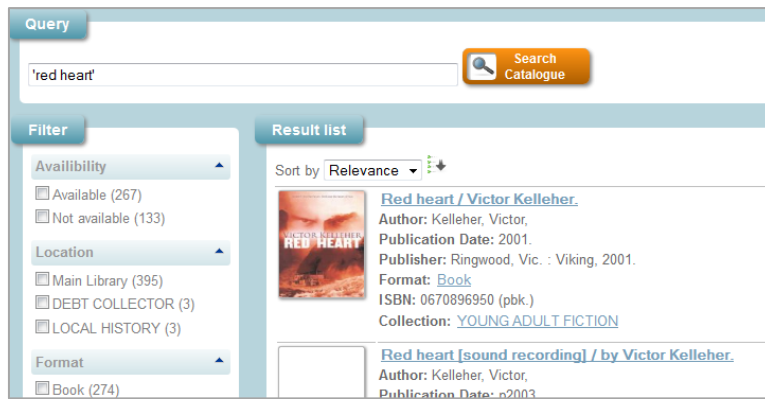 Query
'red heart'
Search
Catalogue
Filter
Availibility
Available (267)
Not available (133)
Location
Main Library (395)
DEBT COLLECTOR (3)
LOCAL HISTORY (3)
Format
Book (274)
Result list
Sort by Relevance
VICTOR KELLEHER
RED HEART
Red heart / Victor Kelleher.
Author: Kelleher, Victor,
Publication Date: 2001.
Publisher: Ringwood, Vic. : Viking, 2001.
Format: Book
ISBN: 0670896950 (pbk.)
Collection: YOUNG ADULT FICTION
Red heart [sound recording] / by Victor Kelleher.
Author: Kelleher, Victor,
Publication Date: p2003.